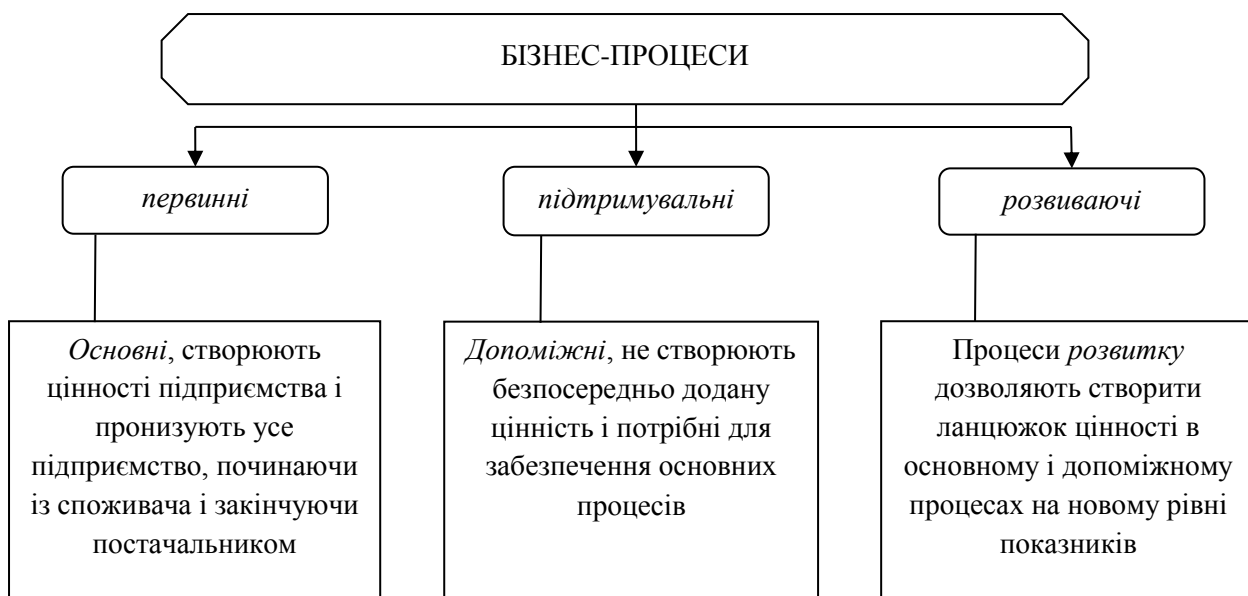 БІЗНЕС-ПРОЦЕСИ
первинні
підтримувальні
розвиваючі
Основні, створюють
цінності підприємства і
пронизують усе
підприємство, починаючи
із споживача і закінчуючи
постачальником
Допоміжні, не створюють
безпосередньо додану
цінність і потрібні для
забезпечення основних
процесів
Процеси розвитку
дозволяють створити
ланцюжок цінності в
основному і допоміжному
процесах на новому рівні
показників